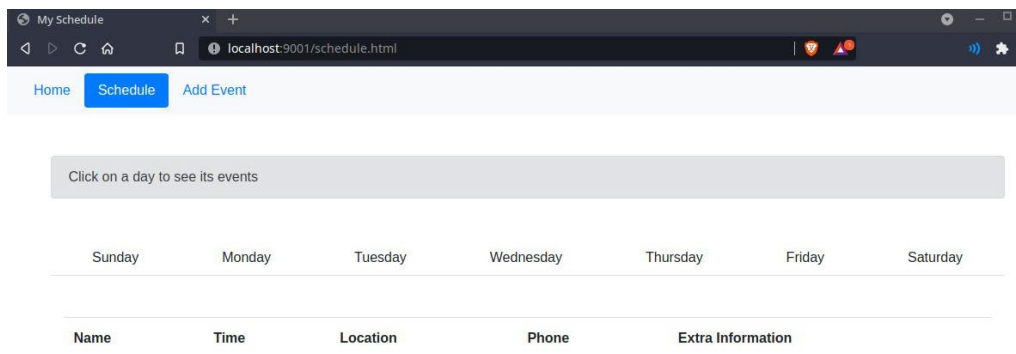 My Schedule
localhost:9001/schedule.html
Home Schedule Add Event
Click on a day to see its events
Sunday Monday Tuesday Wednesday Thursday Friday Saturday
Name Time Location Phone Extra Information